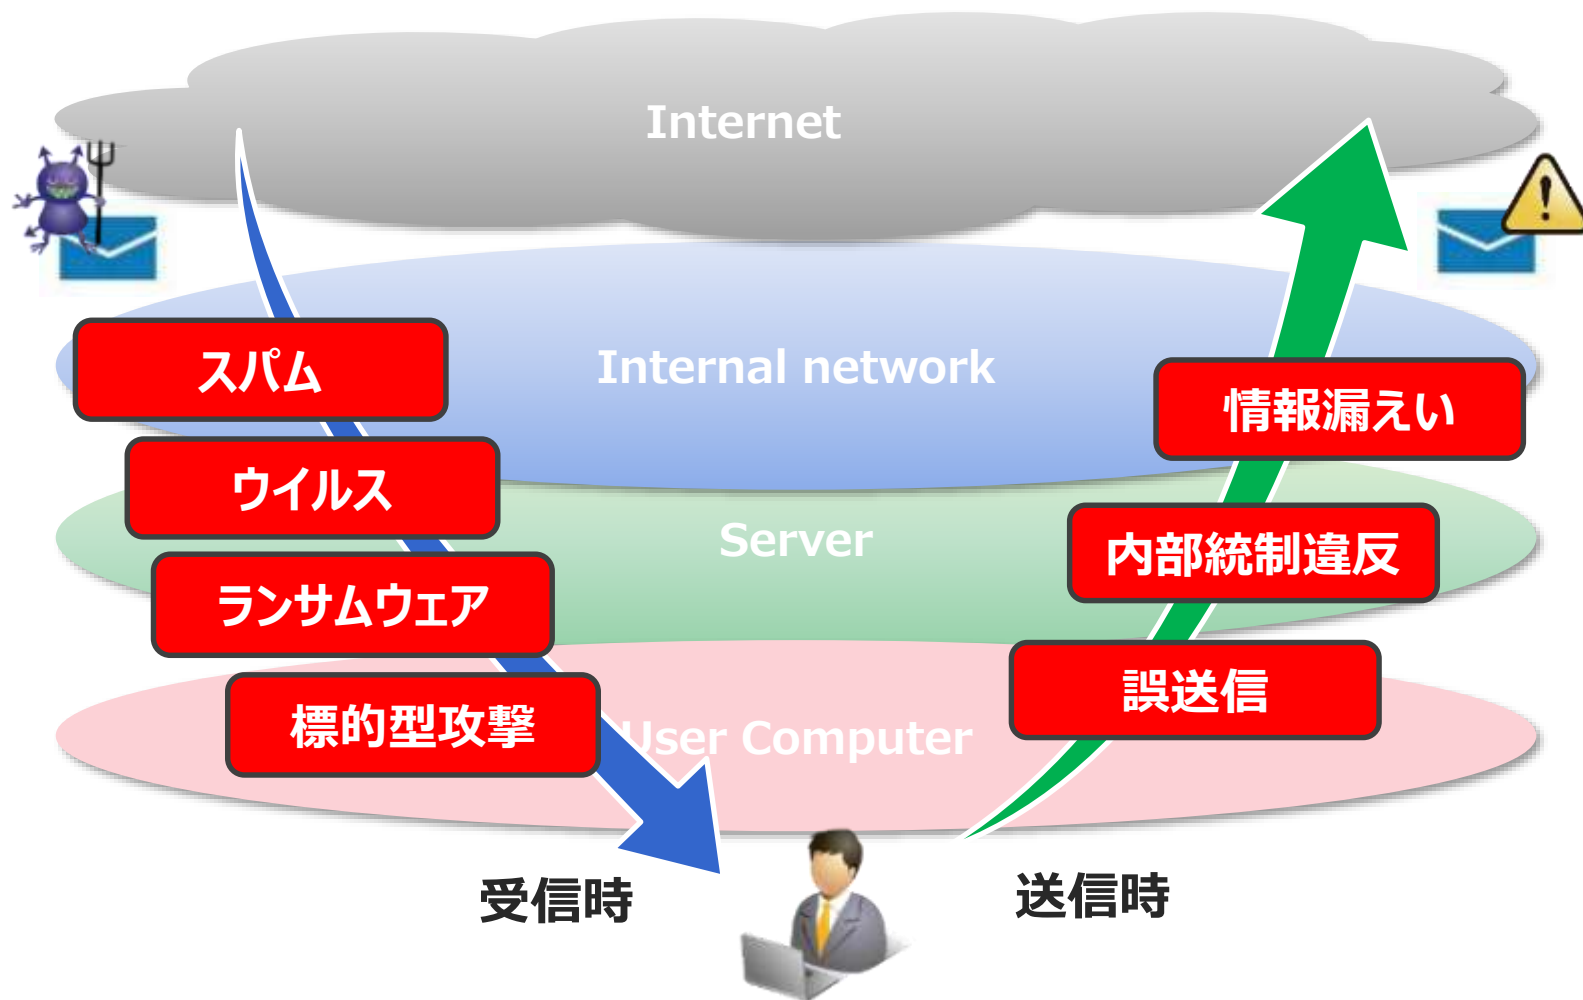 Internet
Internal network
スパム
情報漏えい
ウイルス
Server
内部統制違反
ランサムウェア
誤送信
標的型攻撃
User Computer
受信時
送信時